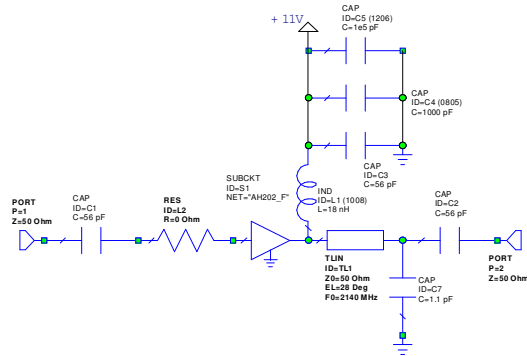 + 11V
CAP
ID=C5 (1206)
C=1e5 pF
CAP
ID=C4 (0805)
C=1000 pF
CAP
ID=C3
C=56 pF
SUBCKT
ID=S1
NET="AH202_F"
IND
ID=L1 (1008)
L=18 nH
PORT
P=1
Z=50 Ohm
CAP
ID=C1
C=56 pF
RES
ID=L2
R=0 Ohm
CAP
ID=C2
C=56 pF
TLIN
ID=TL1
Z0=50 Ohm
EL=28 Deg
F0=2140 MHz
CAP
ID=C7
C=1.1 pF
PORT
P=2
Z=50 Ohm